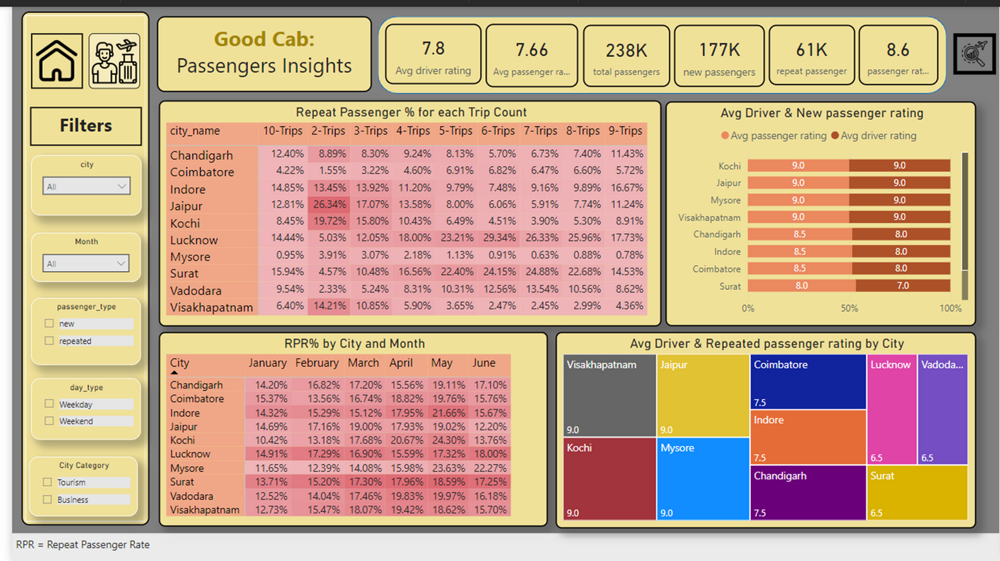 Good Cab:
Passengers Insights
7.8
Avg driver rating
7.66
Avg passenger ra...
238K
total passengers
177K
new passengers
61K
repeat passenger
8.6
passenger rat...
Filters
city
All
Month
All
passenger_type
new
repeated
day_type
Weekday
Weekend
City Category
Tourism
Business
Repeat Passenger % for each Trip Count
city_name 10-Trips 2-Trips 3-Trips 4-Trips 5-Trips 6-Trips 7-Trips 8-Trips 9-Trips
Chandigarh 12.40% 8.89% 8.30% 9.24% 8.13% 5.70% 6.73% 7.40% 11.43%
Coimbatore 4.22% 1.55% 3.22% 4.60% 6.91% 6.82% 6.47% 6.60% 5.72%
Indore 14.85% 13.45% 13.92% 11.20% 9.79% 7.48% 9.16% 9.89% 16.67%
Jaipur 12.81% 26.34% 17.07% 13.58% 8.00% 6.06% 5.91% 7.74% 11.24%
Kochi 8.45% 19.72% 15.80% 10.43% 6.49% 4.51% 3.90% 5.30% 8.91%
Lucknow 14.44% 5.03% 12.05% 18.00% 23.21% 29.34% 26.33% 25.96% 17.73%
Mysore 0.95% 3.91% 3.07% 2.18% 1.13% 0.91% 0.63% 0.88% 0.78%
Surat 15.94% 4.57% 10.48% 16.56% 22.40% 24.15% 24.88% 22.68% 14.53%
Vadodara 9.54% 2.33% 5.24% 8.31% 10.31% 12.56% 13.54% 10.56% 8.62%
Visakhapatnam 6.40% 14.21% 10.85% 5.90% 3.65% 2.47% 2.45% 2.99% 4.36%
Avg Driver & New passenger rating
Avg passenger rating Avg driver rating
Kochi 9.0 9.0
Jaipur 9.0 9.0
Mysore 9.0 9.0
Visakhapatnam 9.0 9.0
Chandigarh 8.5 8.0
Indore 8.5 8.0
Coimbatore 8.5 8.0
Surat 8.0 7.0
0% 50% 100%
RPR% by City and Month
City January February March April May June
Chandigarh 14.20% 16.82% 17.20% 15.56% 19.11% 17.10%
Coimbatore 15.37% 13.56% 16.74% 18.82% 19.76% 15.76%
Indore 14.32% 15.29% 15.12% 17.95% 21.66% 15.67%
Jaipur 14.69% 17.16% 19.00% 17.93% 19.02% 12.20%
Kochi 10.42% 13.18% 17.68% 20.67% 24.30% 13.76%
Lucknow 14.91% 17.29% 16.90% 15.59% 17.32% 18.00%
Mysore 11.65% 12.39% 14.08% 15.98% 23.63% 22.27%
Surat 13.71% 15.20% 17.30% 17.96% 18.59% 17.25%
Vadodara 12.52% 14.04% 17.46% 19.83% 19.97% 16.18%
Visakhapatnam 12.73% 15.47% 18.07% 19.42% 18.62% 15.70%
Avg Driver & Repeated passenger rating by City
Visakhapatnam
9.0
Jaipur
9.0
Kochi
9.0
Mysore
9.0
Coimbatore
7.5
Indore
7.5
Chandigarh
7.5
Lucknow
6.5
Vadoda...
6.5
Surat
6.5
RPR = Repeat Passenger Rate